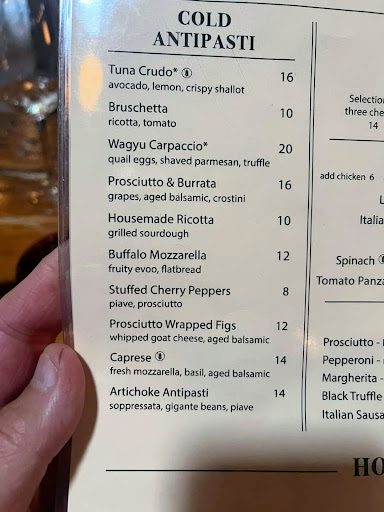 COLD
ANTIPASTI
Tuna Crudo* 16
avocado, lemon, crispy shallot
Bruschetta 10
ricotta, tomato
Wagyu Carpaccio* 20
quail eggs, shaved parmesan, truffle
Prosciutto & Burrata 16
grapes, aged balsamic, crostini
Housemade Ricotta 10
grilled sourdough
Buffalo Mozzarella 12
fruity evoo, flatbread
Stuffed Cherry Peppers 8
piave, prosciutto
Prosciutto Wrapped Figs 12
whipped goat cheese, aged balsamic
Caprese 14
fresh mozzarella, basil, aged balsamic
Artichoke Antipasti 14
soppressata, gigante beans, piave
Selection
three che
14
add chicken 6
L
Italia
Spinach
Tomato Panza
Prosciutto -
Pepperoni -
Margherita -
Black Truffle
Italian Sausa
HO